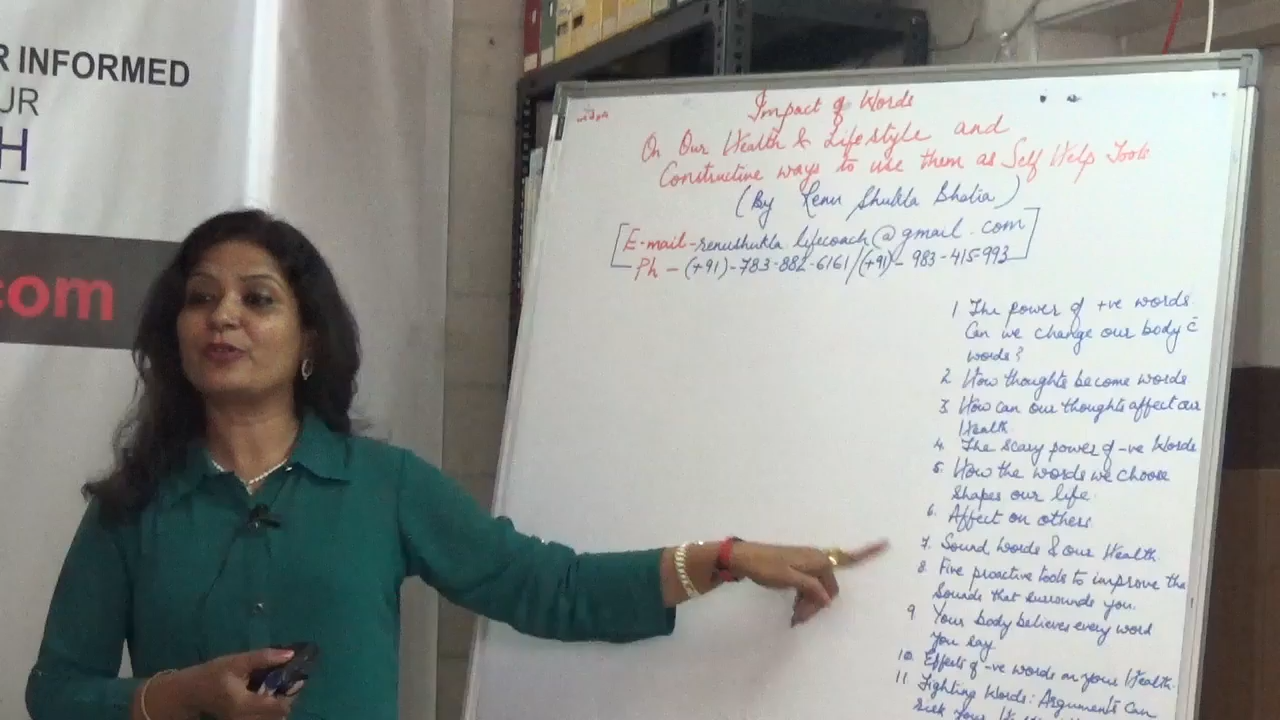 R INFORMED
UR
H
.com
Impact of Words
On Our Health & Lifestyle and
Constructive ways to use them as Self Help Tools
(By Renu Shukla Bhatia)
E-mail-renushukla.lifecoach@gmail.com
Ph - (+91)-783-882-6161/(+91)-983-415-993
1 The power of +ve words.
Can we change our body c̄
words?
2. How thoughts become words
3. How can our thoughts affect our
Health
4. The Scary power of -ve Words
5. How the words we choose
shapes our life.
6. Affect on others
7. Sound Words & our Health
8. Five proactive tools to improve the
Sounds that surrounds you.
9. Your body believes every word
you say
10. Effects of -ve words on your Health.
11. Fighting Words: Arguments Can